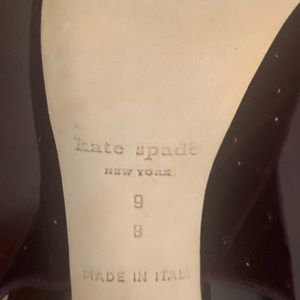 kate spade
NEW YORK
9
B
MADE IN ITALY